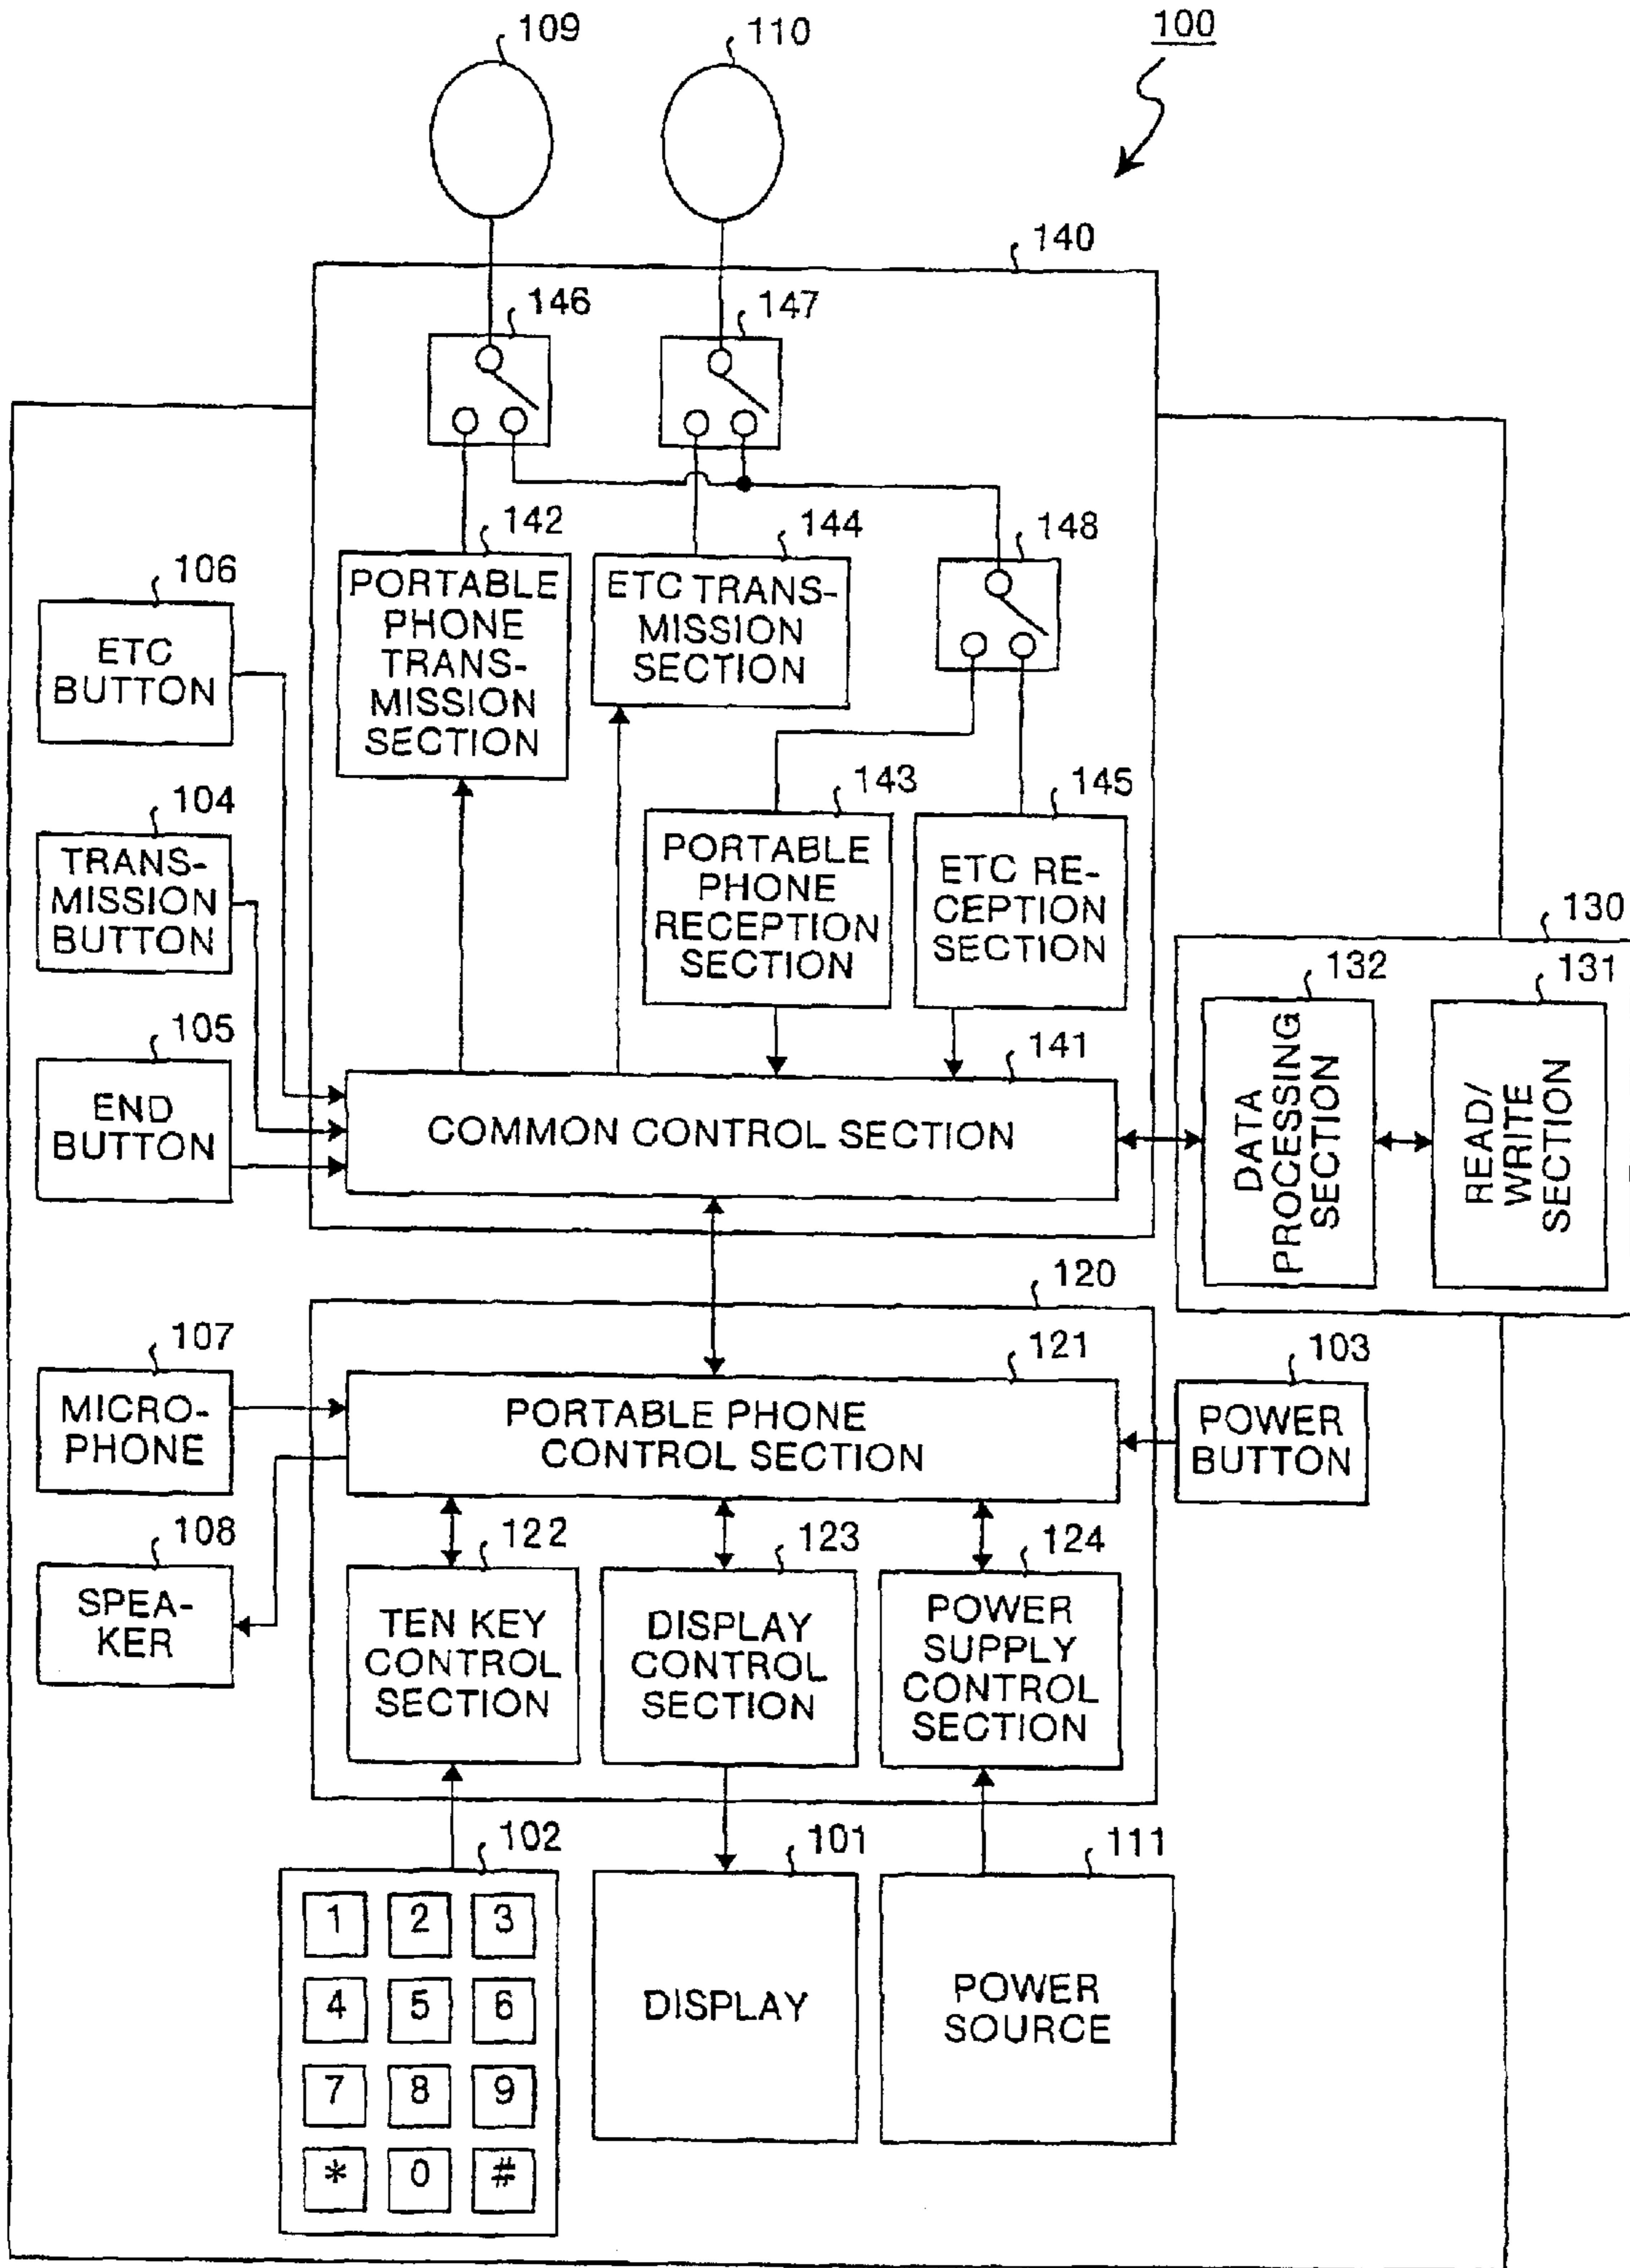 109
110
100
140
146
147
142
144
148
106
PORTABLE
PHONE
TRANS-
MISSION
SECTION
ETC TRANS-
MISSION
SECTION
ETC
BUTTON
104
143
145
TRANS-
MISSION
BUTTON
PORTABLE
PHONE
RECEPTION
SECTION
ETC RE-
CEPTION
SECTION
130
132
131
105
141
END
BUTTON
COMMON CONTROL SECTION
DATA
PROCESSING
SECTION
READ/
WRITE
SECTION
120
107
121
103
MICRO-
PHONE
PORTABLE PHONE
CONTROL SECTION
POWER
BUTTON
108
122
123
124
SPEA-
KER
TEN KEY
CONTROL
SECTION
DISPLAY
CONTROL
SECTION
POWER
SUPPLY
CONTROL
SECTION
102
101
111
1 2 3
4 5 6
7 8 9
* 0 #
DISPLAY
POWER
SOURCE